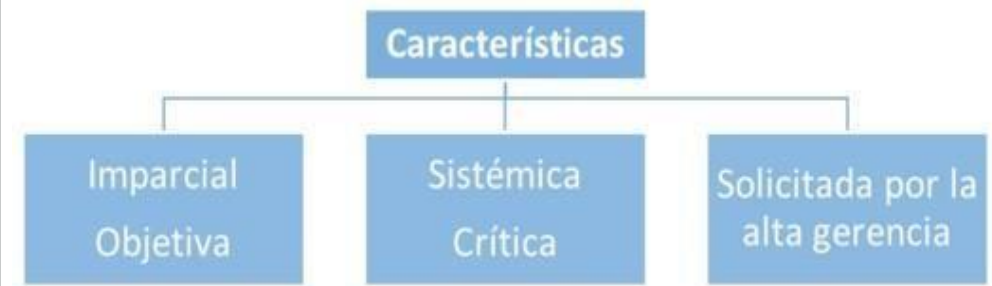 Características
Imparcial
Objetiva
Sistémica
Crítica
Solicitada por la
alta gerencia